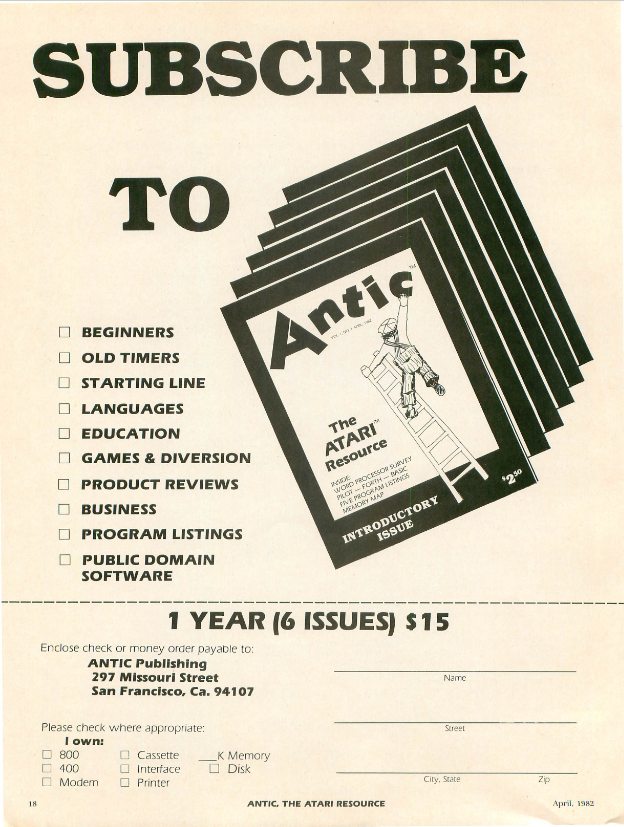 SUBSCRIBE
TO
Antic™
VOL. 1, NO. 1 APRIL 1982
The
ATARI™
Resource
INSIDE:
WORD PROCESSOR SURVEY
PILOT — FORTH — BASIC
FIVE PROGRAM LISTINGS
MEMORY MAP
$2.50
INTRODUCTORY
ISSUE
BEGINNERS
OLD TIMERS
STARTING LINE
LANGUAGES
EDUCATION
GAMES & DIVERSION
PRODUCT REVIEWS
BUSINESS
PROGRAM LISTINGS
PUBLIC DOMAIN
SOFTWARE
1 YEAR (6 ISSUES) $15
Enclose check or money order payable to:
ANTIC Publishing
297 Missouri Street
San Francisco, Ca. 94107
Name
Street
City, State Zip
Please check where appropriate:
I own:
800 Cassette ___K Memory
400 Interface Disk
Modem Printer
18 ANTIC, THE ATARI RESOURCE April, 1982